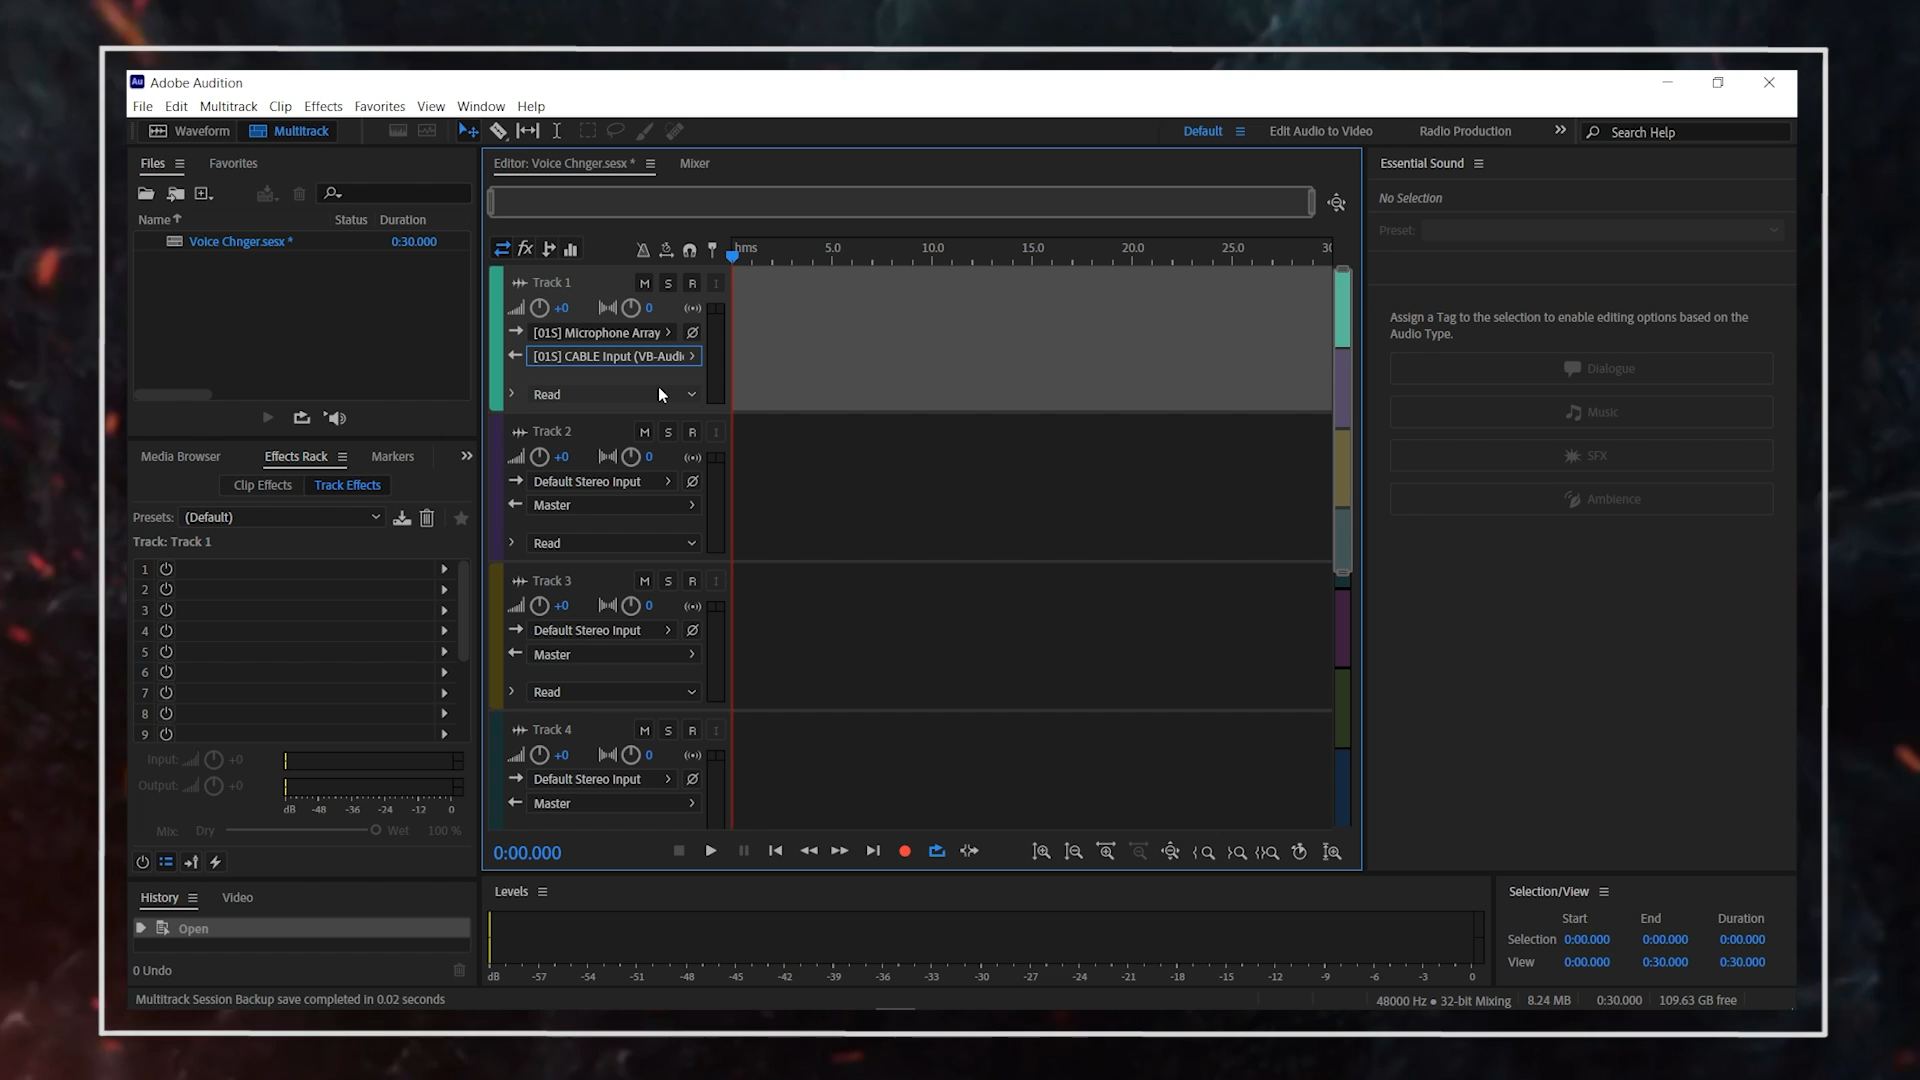 Au Adobe Audition
File Edit Multitrack Clip Effects Favorites View Window Help
Waveform Multitrack Default Edit Audio to Video Radio Production Search Help
Files Favorites
Name Status Duration
Voice Chnger.sesx * 0:30.000
Media Browser Effects Rack Markers
Clip Effects Track Effects
Presets: (Default)
Track: Track 1
1
2
3
4
5
6
7
8
9
Input: +0
Output: +0
dB -48 -36 -24 -12 0
Mix: Dry Wet 100 %
History Video
Open
0 Undo
Editor: Voice Chnger.sesx * Mixer
fx hms 5.0 10.0 15.0 20.0 25.0 30
Track 1 M S R I
+0 0
[01S] Microphone Array
[01S] CABLE Input (VB-Audi
Read
Track 2 M S R I
+0 0
Default Stereo Input
Master
Read
Track 3 M S R I
+0 0
Default Stereo Input
Master
Read
Track 4 M S R I
+0 0
Default Stereo Input
Master
0:00.000
Levels
dB -57 -54 -51 -48 -45 -42 -39 -36 -33 -30 -27 -24 -21 -18 -15 -12 -9 -6 -3 0
Essential Sound
No Selection
Preset:
Assign a Tag to the selection to enable editing options based on the
Audio Type.
Dialogue
Music
SFX
Ambience
Selection/View
Start End Duration
Selection 0:00.000 0:00.000 0:00.000
View 0:00.000 0:30.000 0:30.000
Multitrack Session Backup save completed in 0.02 seconds
48000 Hz ● 32-bit Mixing 8.24 MB 0:30.000 109.63 GB free